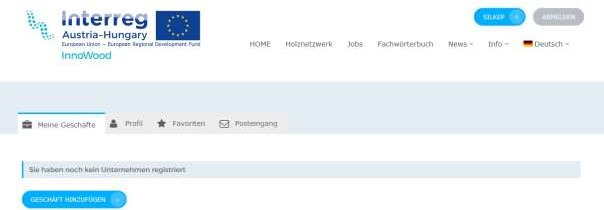 Interreg
Austria-Hungary
European Union – European Regional Development Fund
InnoWood
SILKEP
ABMELDEN
HOME Holznetzwerk Jobs Fachwörterbuch News Info Deutsch
Meine Geschäfte Profil Favoriten Posteingang
Sie haben noch kein Unternehmen registriert
GESCHÄFT HINZUFÜGEN